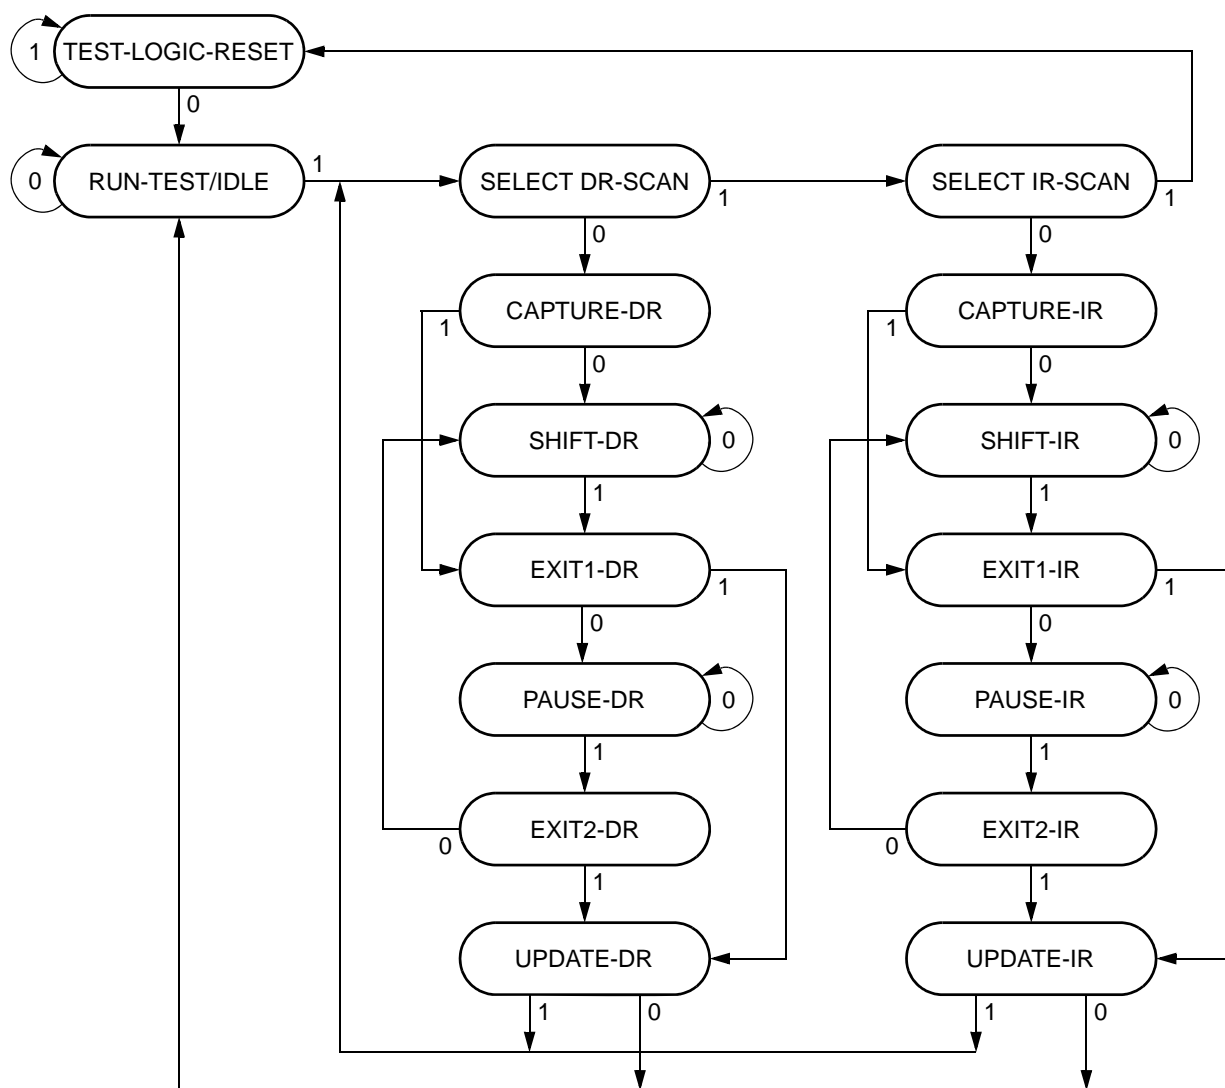 1 TEST-LOGIC-RESET
0
0 RUN-TEST/IDLE 1 SELECT DR-SCAN 1 SELECT IR-SCAN 1
0 0
1 CAPTURE-DR 1 CAPTURE-IR
0 0
SHIFT-DR 0 SHIFT-IR 0
1 1
EXIT1-DR 1 EXIT1-IR 1
0 0
PAUSE-DR 0 PAUSE-IR 0
1 1
0 EXIT2-DR 0 EXIT2-IR
1 1
UPDATE-DR UPDATE-IR
1 0 1 0